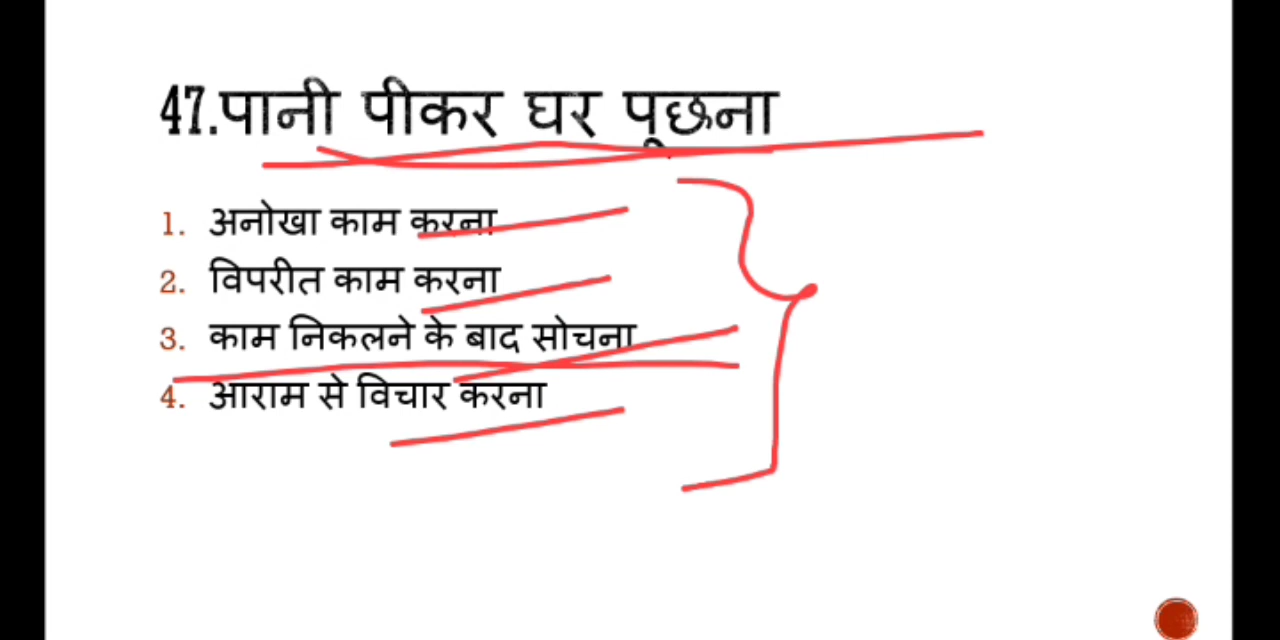 47.पानी पीकर घर पूछना
1. अनोखा काम करना
2. विपरीत काम करना
3. काम निकलने के बाद सोचना
4. आराम से विचार करना